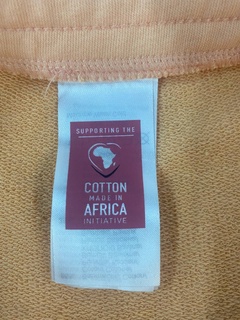 SUPPORTING THE
COTTON
MADE IN
AFRICA
INITIATIVE